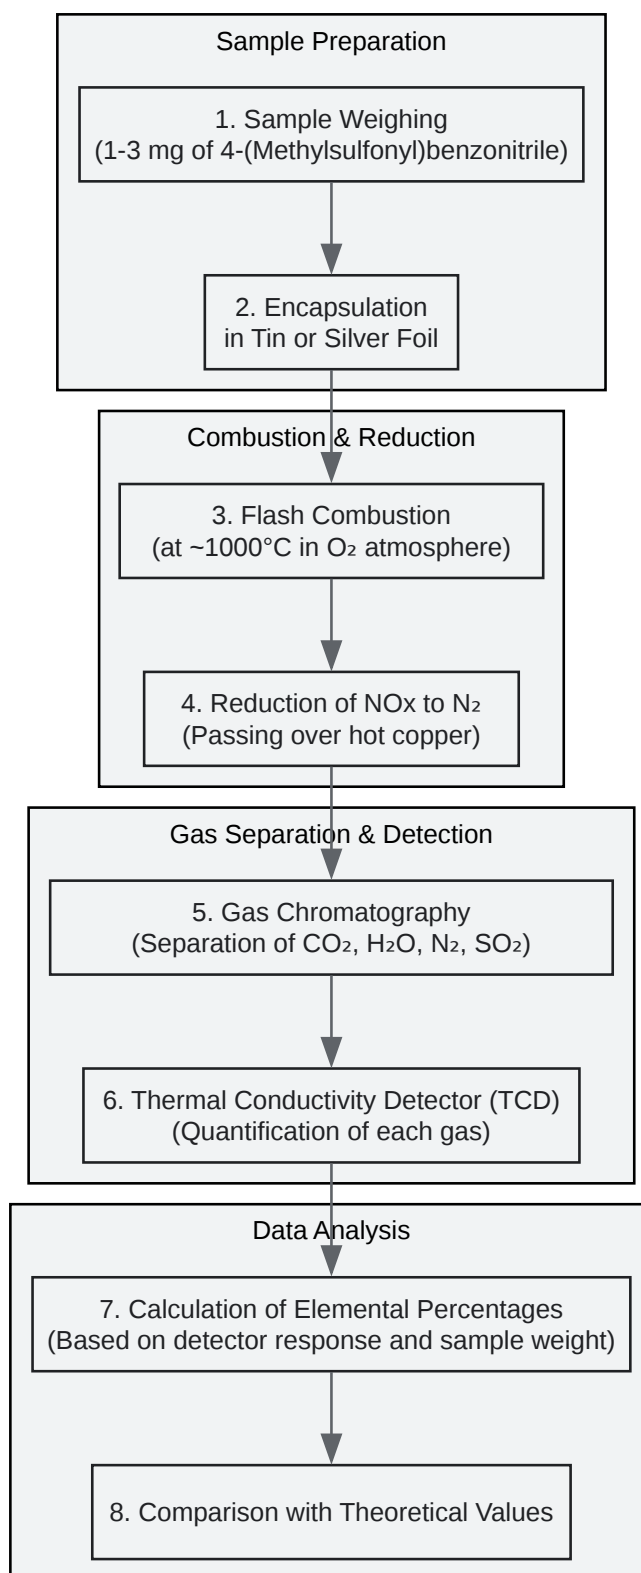 Sample Preparation
1. Sample Weighing
(1-3 mg of 4-(Methylsulfonyl)benzonitrile)
2. Encapsulation
in Tin or Silver Foil
Combustion & Reduction
3. Flash Combustion
(at ~1000°C in O₂ atmosphere)
4. Reduction of NOx to N₂
(Passing over hot copper)
Gas Separation & Detection
5. Gas Chromatography
(Separation of CO₂, H₂O, N₂, SO₂)
6. Thermal Conductivity Detector (TCD)
(Quantification of each gas)
Data Analysis
7. Calculation of Elemental Percentages
(Based on detector response and sample weight)
8. Comparison with Theoretical Values